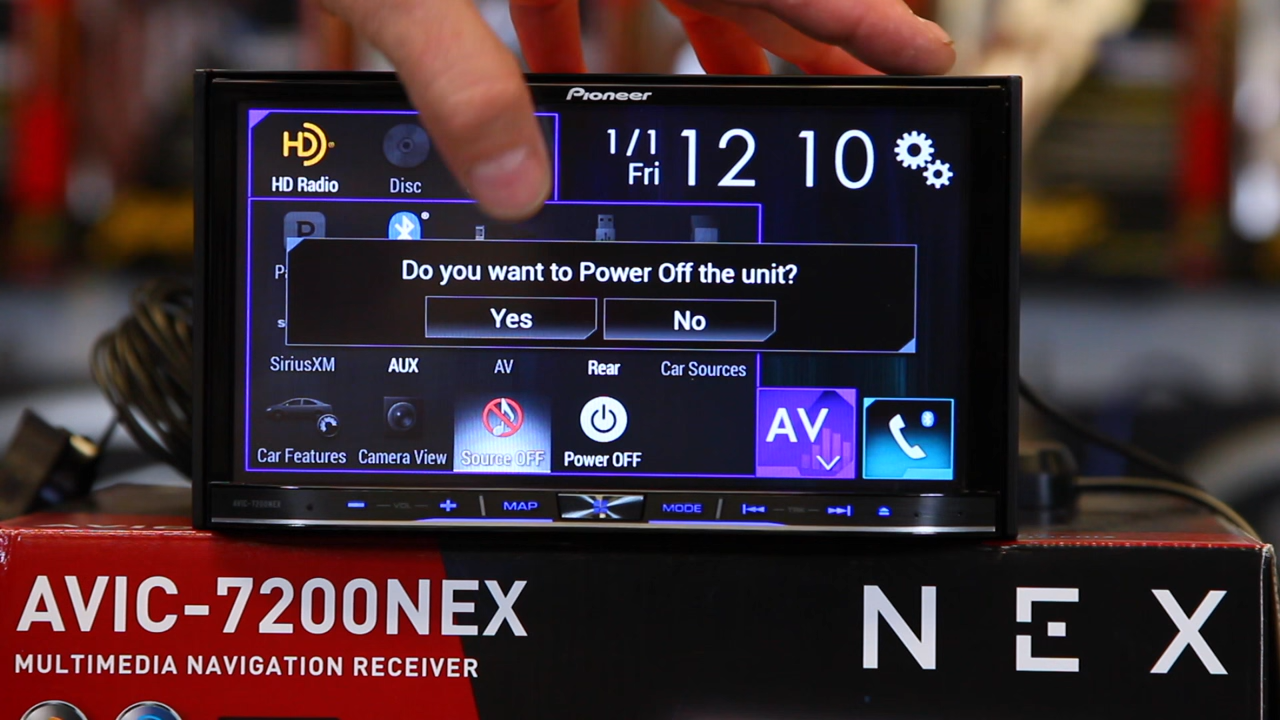 Pioneer
HD Radio
Disc
1/1
Fri
12 10
Do you want to Power Off the unit?
Yes
No
SiriusXM
AUX
AV
Rear
Car Sources
Car Features
Camera View
Source OFF
Power OFF
AV
AVIC-7200NEX
VOL
MAP
MODE
AVIC-7200NEX
MULTIMEDIA NAVIGATION RECEIVER
NEX